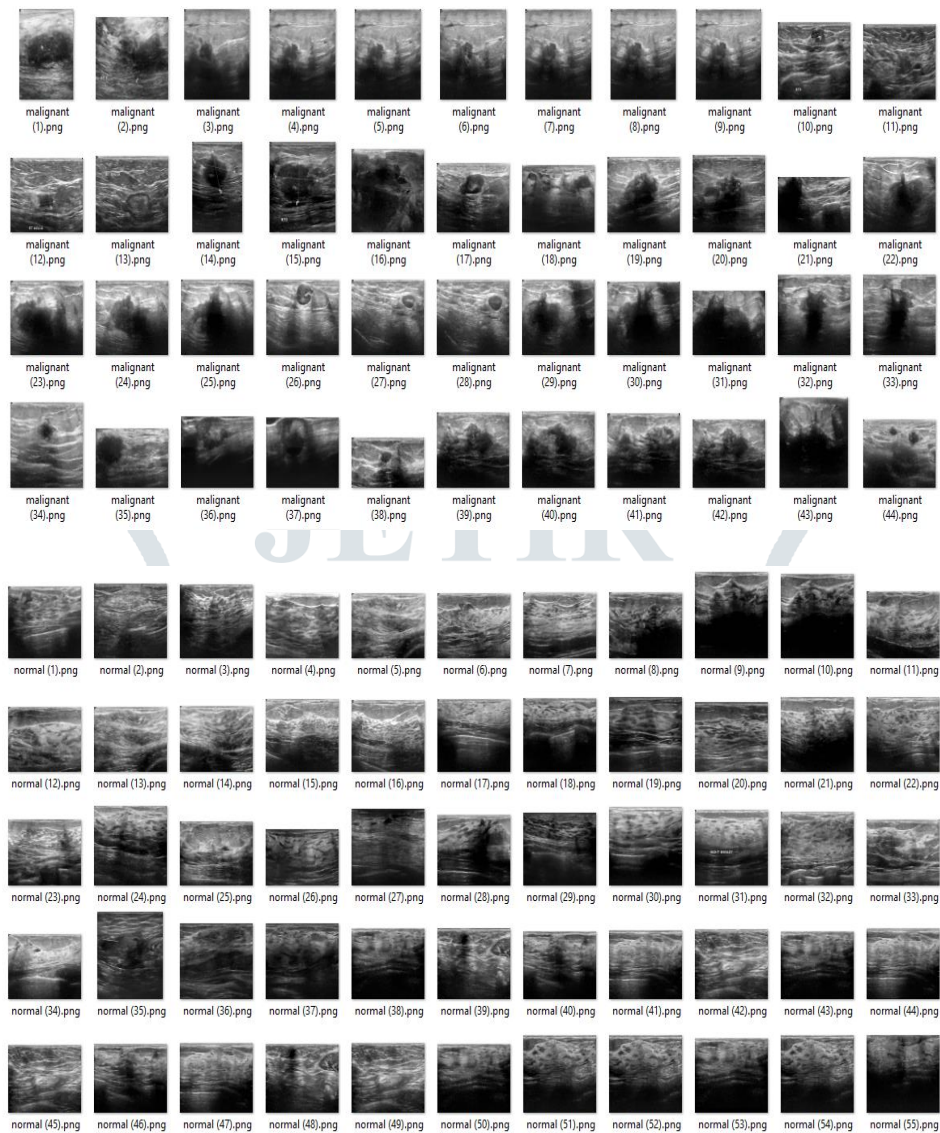 malignant malignant malignant malignant malignant malignant malignant malignant malignant malignant malignant
(1).png (2).png (3).png (4).png (5).png (6).png (7).png (8).png (9).png (10).png (11).png
malignant malignant malignant malignant malignant malignant malignant malignant malignant malignant malignant
(12).png (13).png (14).png (15).png (16).png (17).png (18).png (19).png (20).png (21).png (22).png
malignant malignant malignant malignant malignant malignant malignant malignant malignant malignant malignant
(23).png (24).png (25).png (26).png (27).png (28).png (29).png (30).png (31).png (32).png (33).png
malignant malignant malignant malignant malignant malignant malignant malignant malignant malignant malignant
(34).png (35).png (36).png (37).png (38).png (39).png (40).png (41).png (42).png (43).png (44).png
JETIR
normal (1).png normal (2).png normal (3).png normal (4).png normal (5).png normal (6).png normal (7).png normal (8).png normal (9).png normal (10).png normal (11).png
normal (12).png normal (13).png normal (14).png normal (15).png normal (16).png normal (17).png normal (18).png normal (19).png normal (20).png normal (21).png normal (22).png
normal (23).png normal (24).png normal (25).png normal (26).png normal (27).png normal (28).png normal (29).png normal (30).png normal (31).png normal (32).png normal (33).png
normal (34).png normal (35).png normal (36).png normal (37).png normal (38).png normal (39).png normal (40).png normal (41).png normal (42).png normal (43).png normal (44).png
normal (45).png normal (46).png normal (47).png normal (48).png normal (49).png normal (50).png normal (51).png normal (52).png normal (53).png normal (54).png normal (55).png